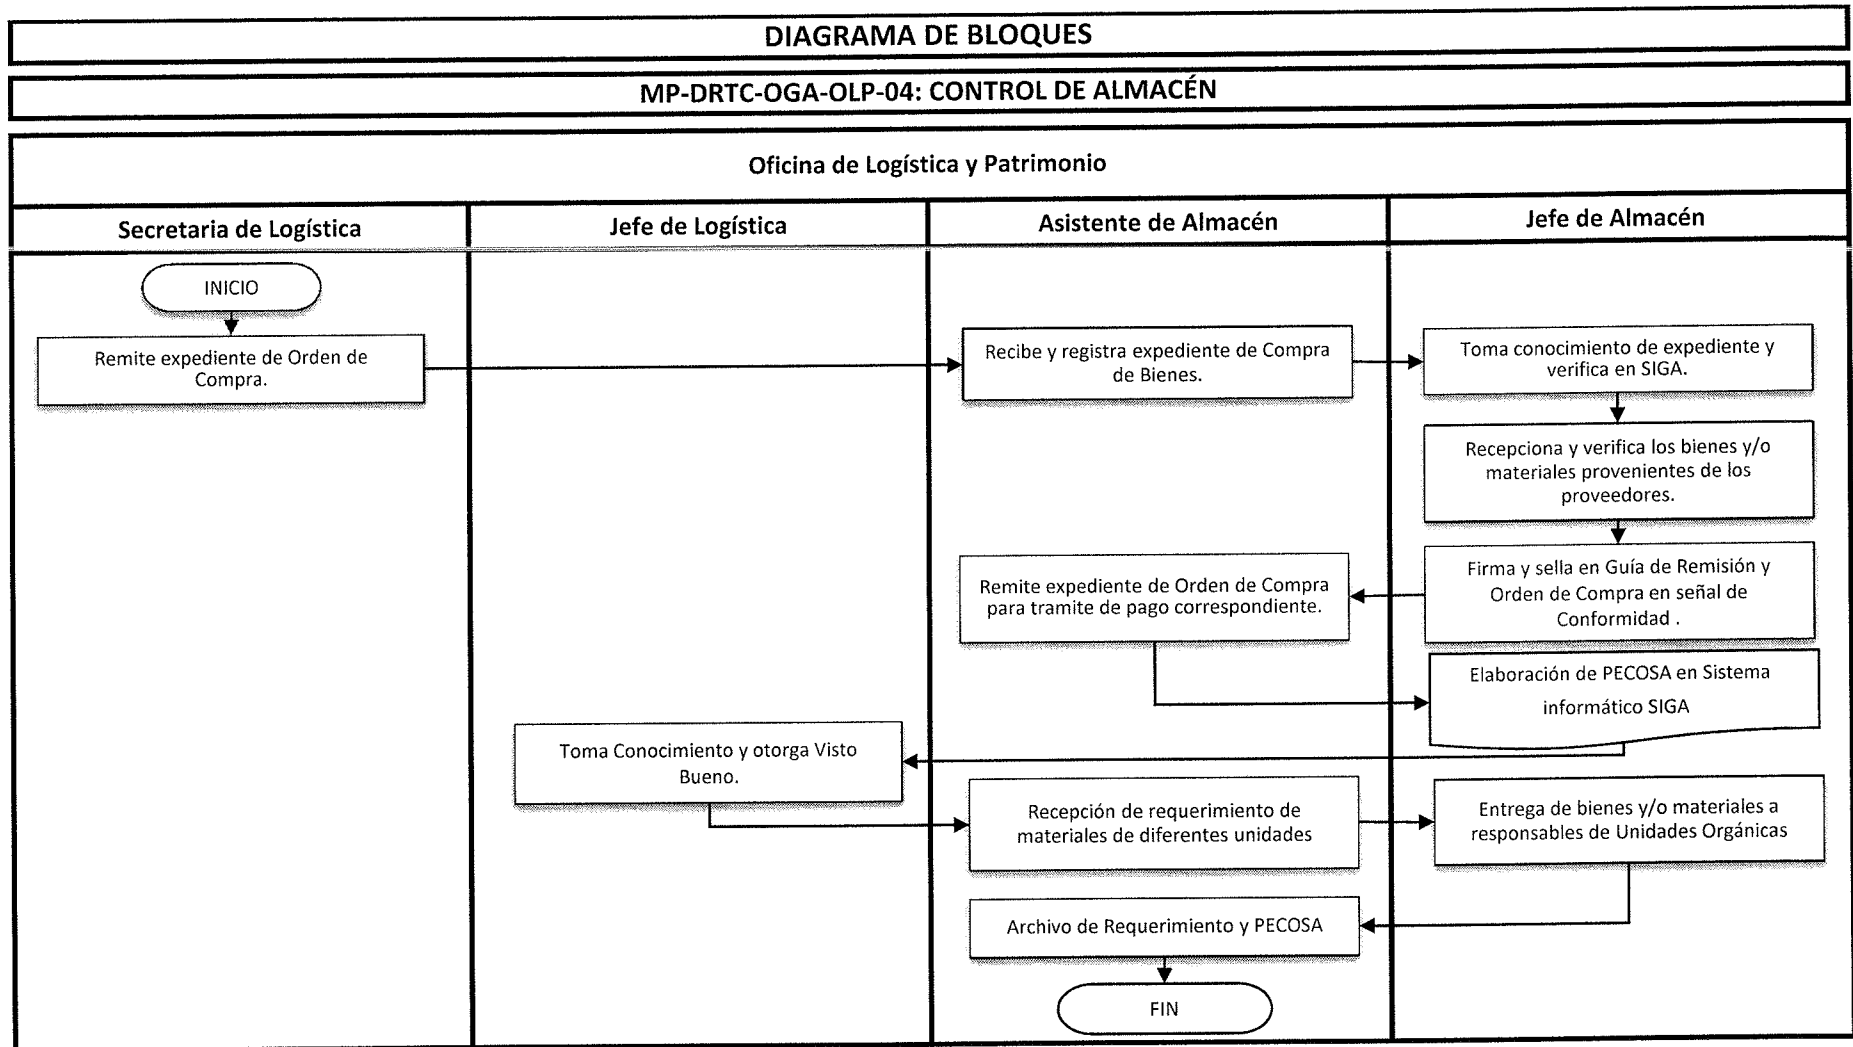 DIAGRAMA DE BLOQUES
MP-DRTC-OGA-OLP-04: CONTROL DE ALMACÉN
Oficina de Logística y Patrimonio
Secretaria de Logística
Jefe de Logística
Asistente de Almacén
Jefe de Almacén
INICIO
Remite expediente de Orden de
Compra.
Recibe y registra expediente de Compra
de Bienes.
Toma conocimiento de expediente y
verifica en SIGA.
Recepciona y verifica los bienes y/o
materiales provenientes de los
proveedores.
Firma y sella en Guía de Remisión y
Orden de Compra en señal de
Conformidad .
Remite expediente de Orden de Compra
para tramite de pago correspondiente.
Elaboración de PECOSA en Sistema
informático SIGA
Toma Conocimiento y otorga Visto
Bueno.
Recepción de requerimiento de
materiales de diferentes unidades
Entrega de bienes y/o materiales a
responsables de Unidades Orgánicas
Archivo de Requerimiento y PECOSA
FIN